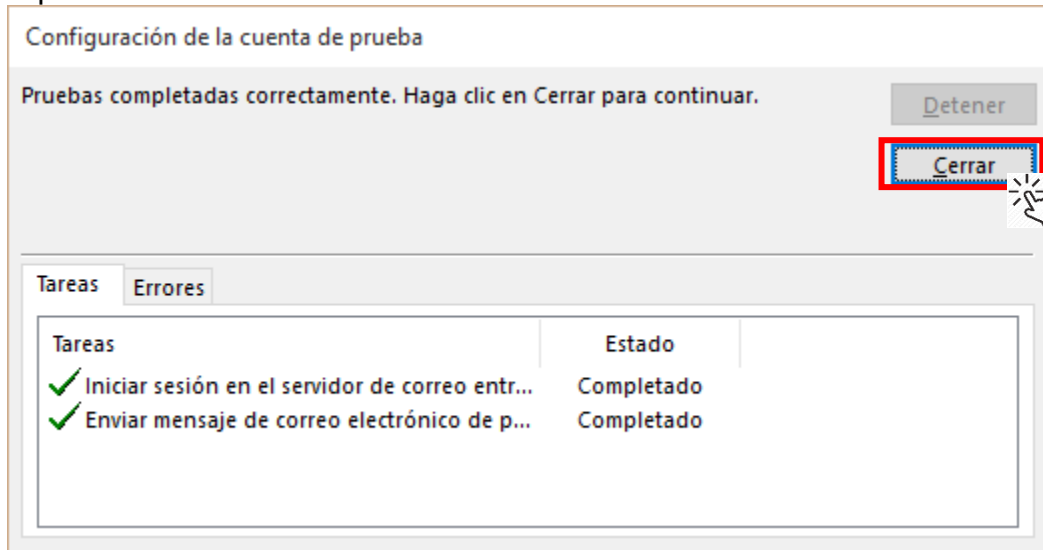 Configuración de la cuenta de prueba
Pruebas completadas correctamente. Haga clic en Cerrar para continuar.
Detener
Cerrar
Tareas Errores
Tareas Estado
Iniciar sesión en el servidor de correo entr... Completado
Enviar mensaje de correo electrónico de p... Completado